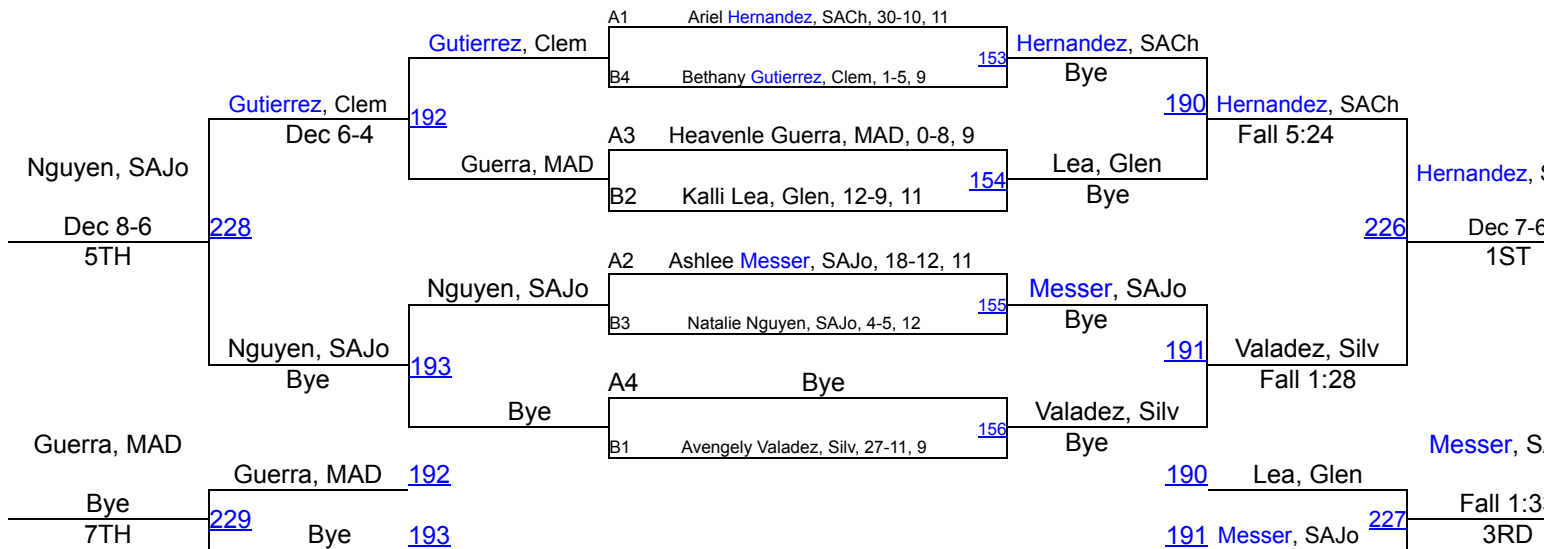 A1 Ariel Hernandez, SACh, 30-10, 11
Gutierrez, Clem
153
Hernandez, SACh
B4 Bethany Gutierrez, Clem, 1-5, 9
Bye
Gutierrez, Clem
192
190
Hernandez, SACh
Dec 6-4
A3 Heavenle Guerra, MAD, 0-8, 9
Fall 5:24
Nguyen, SAJo
Guerra, MAD
154
Lea, Glen
Hernandez,
B2 Kalli Lea, Glen, 12-9, 11
Bye
Dec 8-6
228
226
Dec 7-6
5TH
1ST
A2 Ashlee Messer, SAJo, 18-12, 11
Nguyen, SAJo
155
Messer, SAJo
B3 Natalie Nguyen, SAJo, 4-5, 12
Bye
Nguyen, SAJo
193
191
Valadez, Silv
Bye
A4 Bye
Fall 1:28
Bye
156
Valadez, Silv
B1 Avengely Valadez, Silv, 27-11, 9
Bye
Guerra, MAD
Messer,
Guerra, MAD
192
190
Lea, Glen
Bye
229
227
Fall
7TH
Bye
193
191
Messer, SAJo
3RD